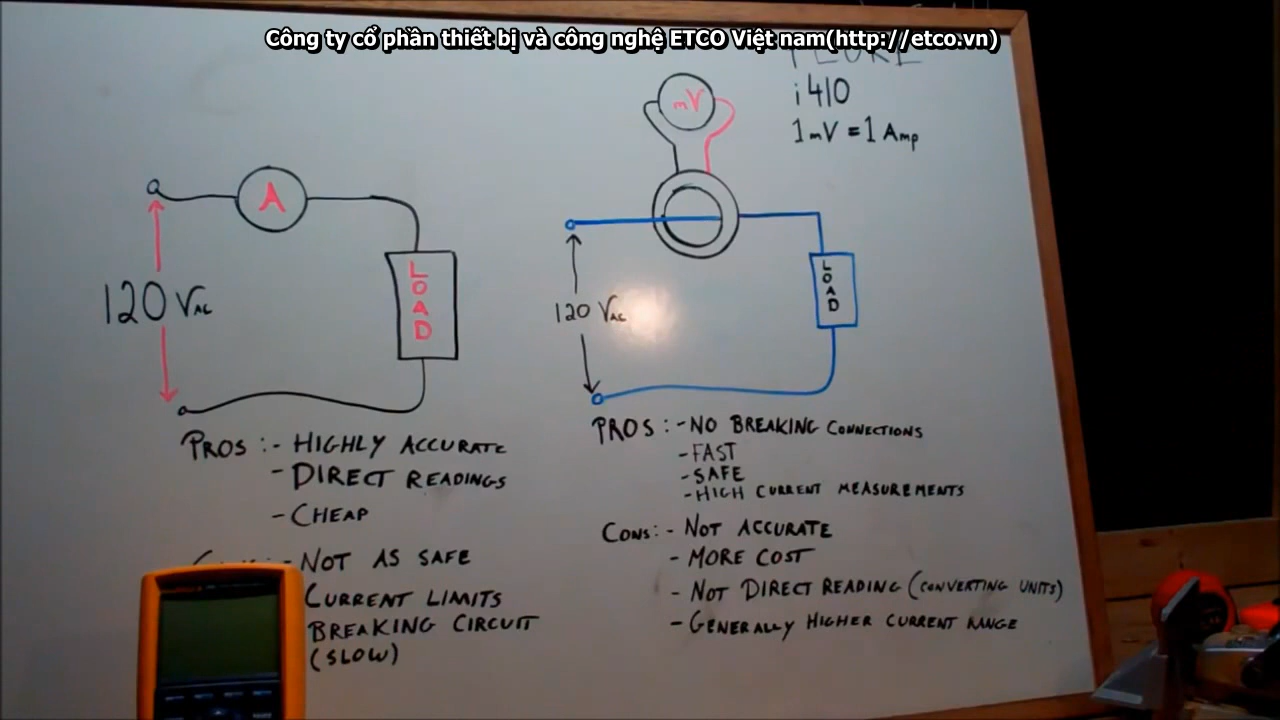 Công ty cổ phần thiết bị và công nghệ ETCO Việt nam(http://etco.vn)
i410
1mV = 1 Amp
mV
A
LOAD
120 VAC
LOAD
120 VAC
PROS :- HIGHLY ACCURATE
- DIRECT READINGS
- CHEAP
- NOT AS SAFE
CURRENT LIMITS
BREAKING CIRCUIT
(SLOW)
PROS :- NO BREAKING CONNECTIONS
- FAST
- SAFE
- HIGH CURRENT MEASUREMENTS
CONS:- NOT ACCURATE
- MORE COST
- NOT DIRECT READING (CONVERTING UNITS)
- GENERALLY HIGHER CURRENT RANGE